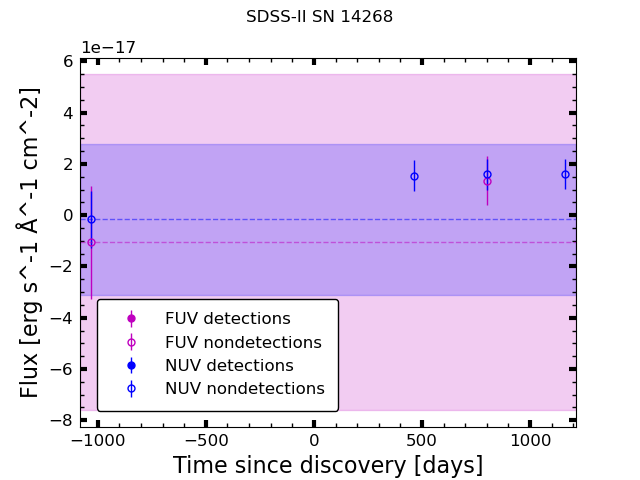 SDSS-II SN 14268
1e−17
6
4
2
0
−2
−4
−6
−8
Flux [erg s^-1 Å^-1 cm^-2]
FUV detections
FUV nondetections
NUV detections
NUV nondetections
−1000 −500 0 500 1000
Time since discovery [days]